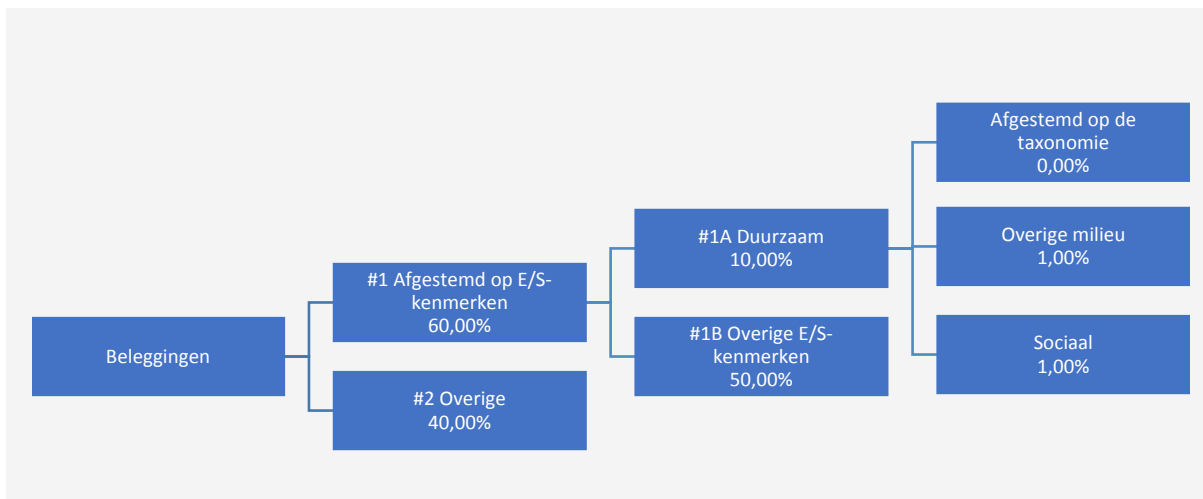 Beleggingen
#1 Afgestemd op E/S-
kenmerken
60,00%
#2 Overige
40,00%
#1A Duurzaam
10,00%
#1B Overige E/S-
kenmerken
50,00%
Afgestemd op de
taxonomie
0,00%
Overige milieu
1,00%
Sociaal
1,00%